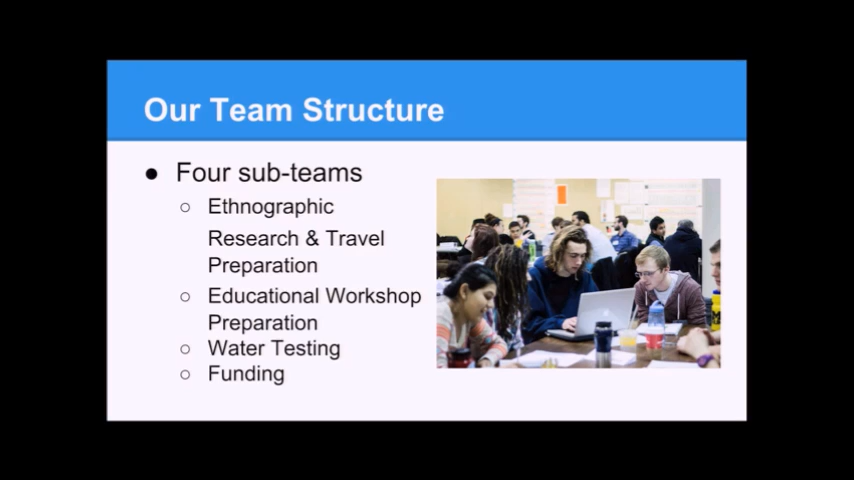 Our Team Structure
● Four sub-teams
○ Ethnographic
Research & Travel
Preparation
○ Educational Workshop
Preparation
○ Water Testing
○ Funding